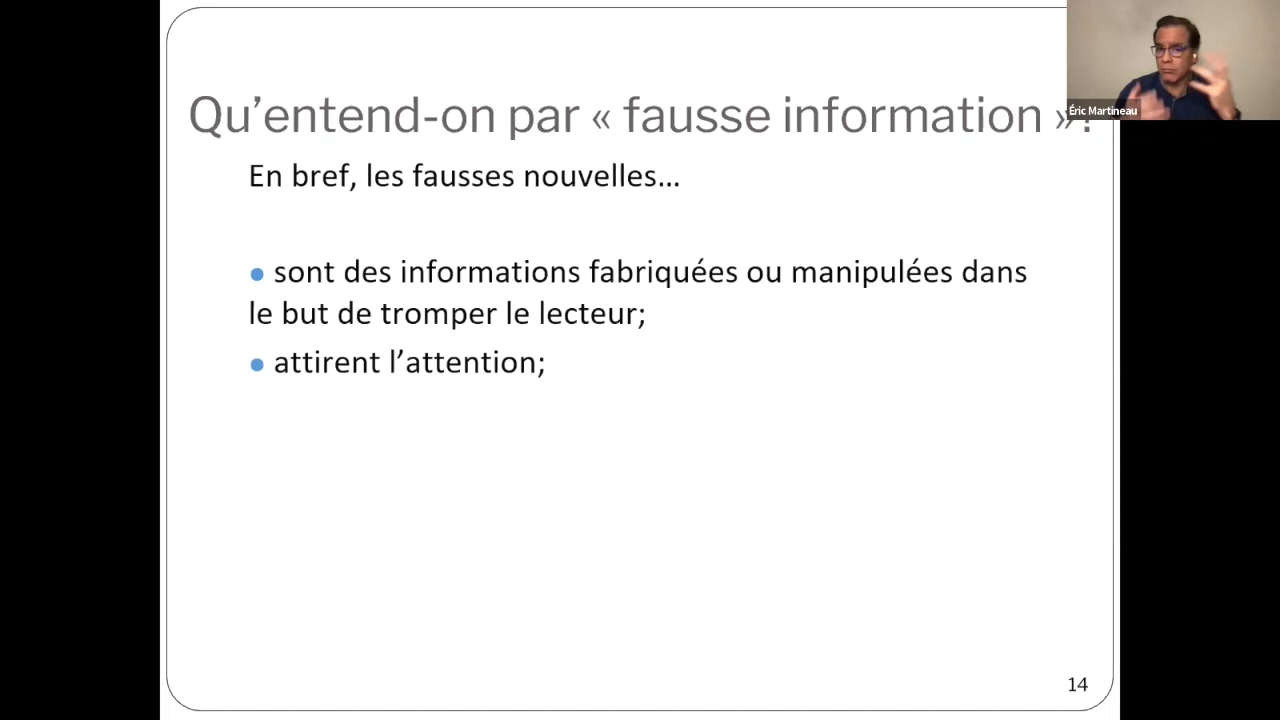 Qu’entend-on par « fausse information » ?
Éric Martineau
En bref, les fausses nouvelles…
● sont des informations fabriquées ou manipulées dans
le but de tromper le lecteur;
● attirent l’attention;
14